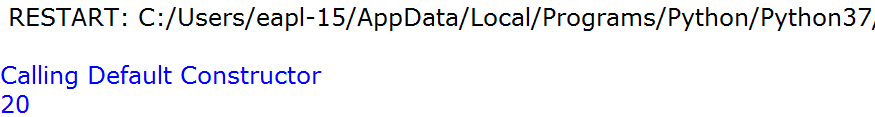 RESTART: C:/Users/eapl-15/AppData/Local/Programs/Python/Python37/
Calling Default Constructor
20